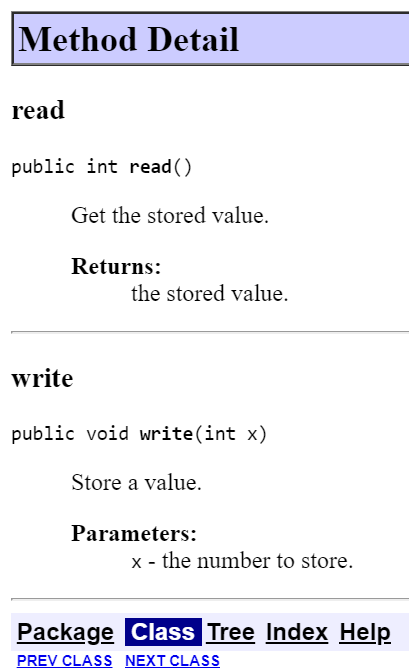 Method Detail
read
public int read()
Get the stored value.
Returns:
the stored value.
write
public void write(int x)
Store a value.
Parameters:
x - the number to store.
Package Class Tree Index Help
PREV CLASS NEXT CLASS